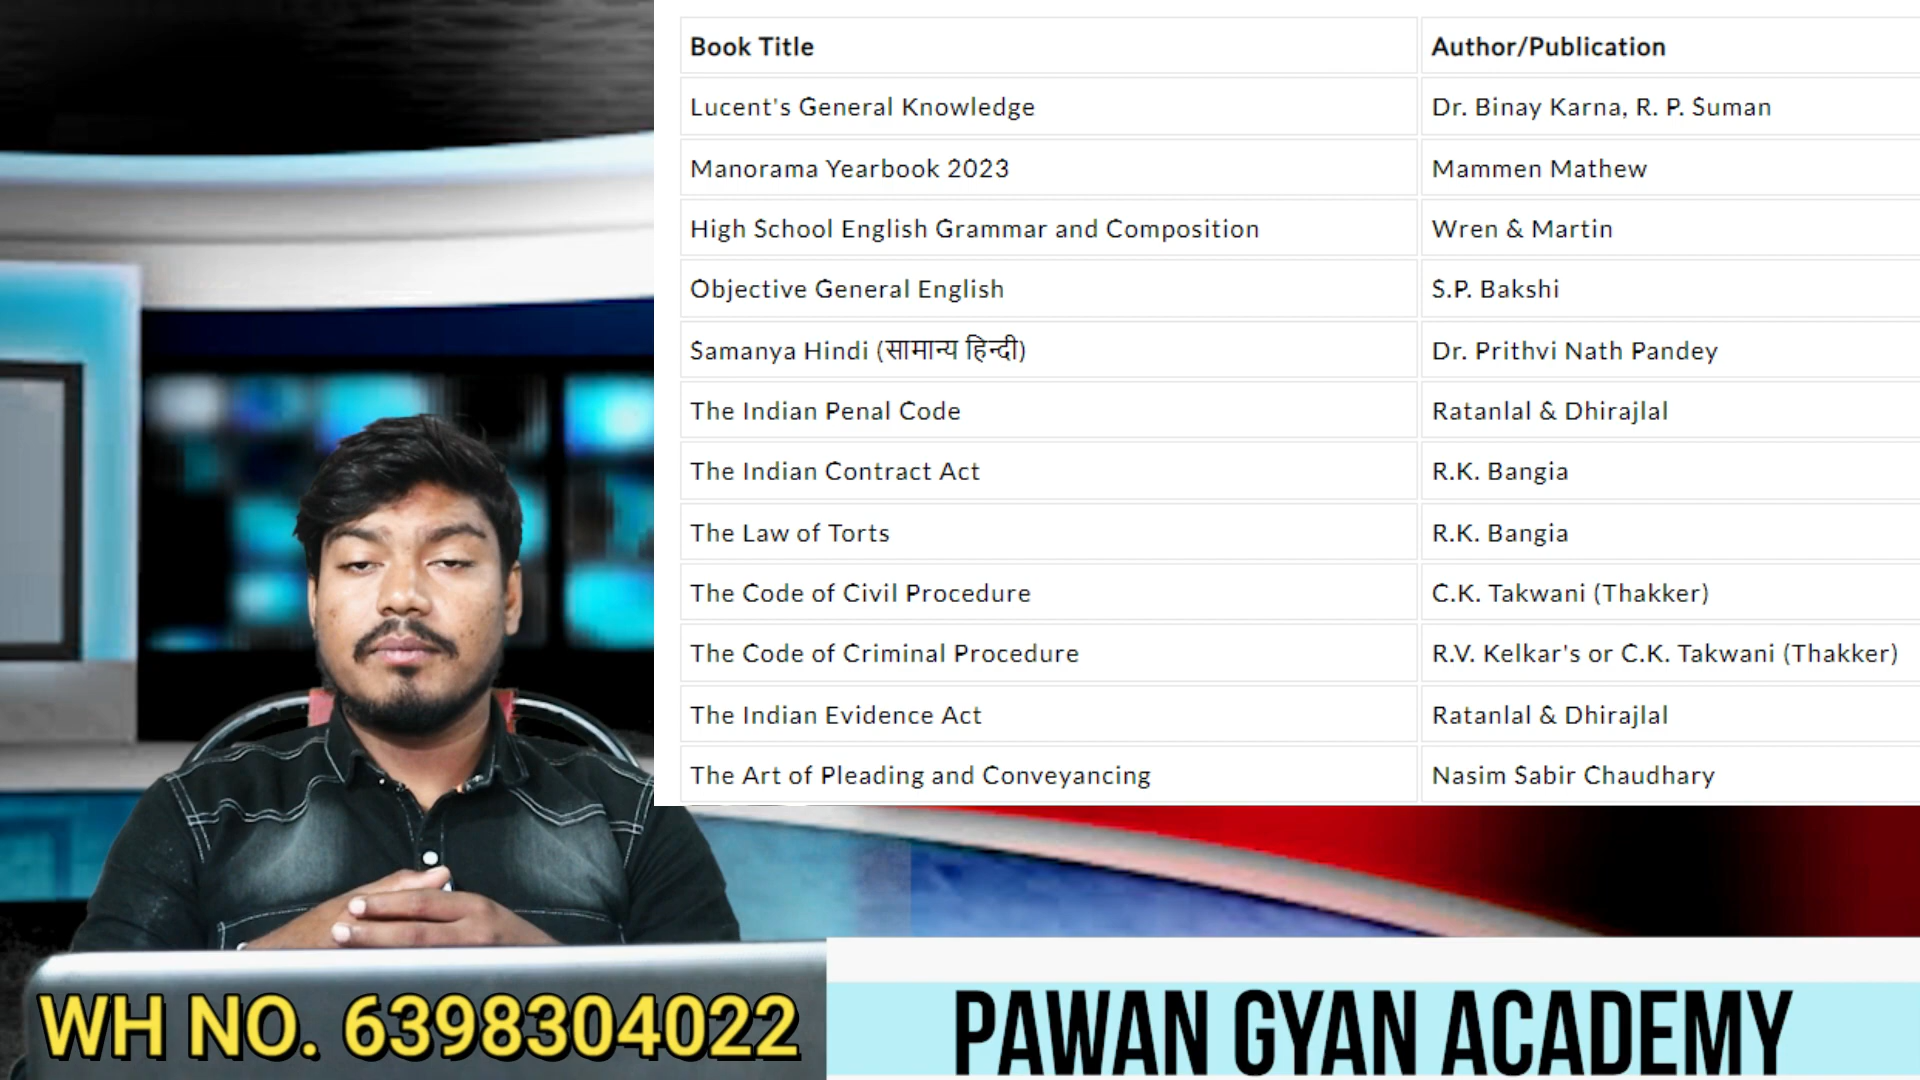 Book Title Author/Publication
Lucent's General Knowledge Dr. Binay Karna, R. P. Suman
Manorama Yearbook 2023 Mammen Mathew
High School English Grammar and Composition Wren & Martin
Objective General English S.P. Bakshi
Samanya Hindi (सामान्य हिन्दी) Dr. Prithvi Nath Pandey
The Indian Penal Code Ratanlal & Dhirajlal
The Indian Contract Act R.K. Bangia
The Law of Torts R.K. Bangia
The Code of Civil Procedure C.K. Takwani (Thakker)
The Code of Criminal Procedure R.V. Kelkar's or C.K. Takwani (Thakker)
The Indian Evidence Act Ratanlal & Dhirajlal
The Art of Pleading and Conveyancing Nasim Sabir Chaudhary
WH NO. 6398304022
PAWAN GYAN ACADEMY